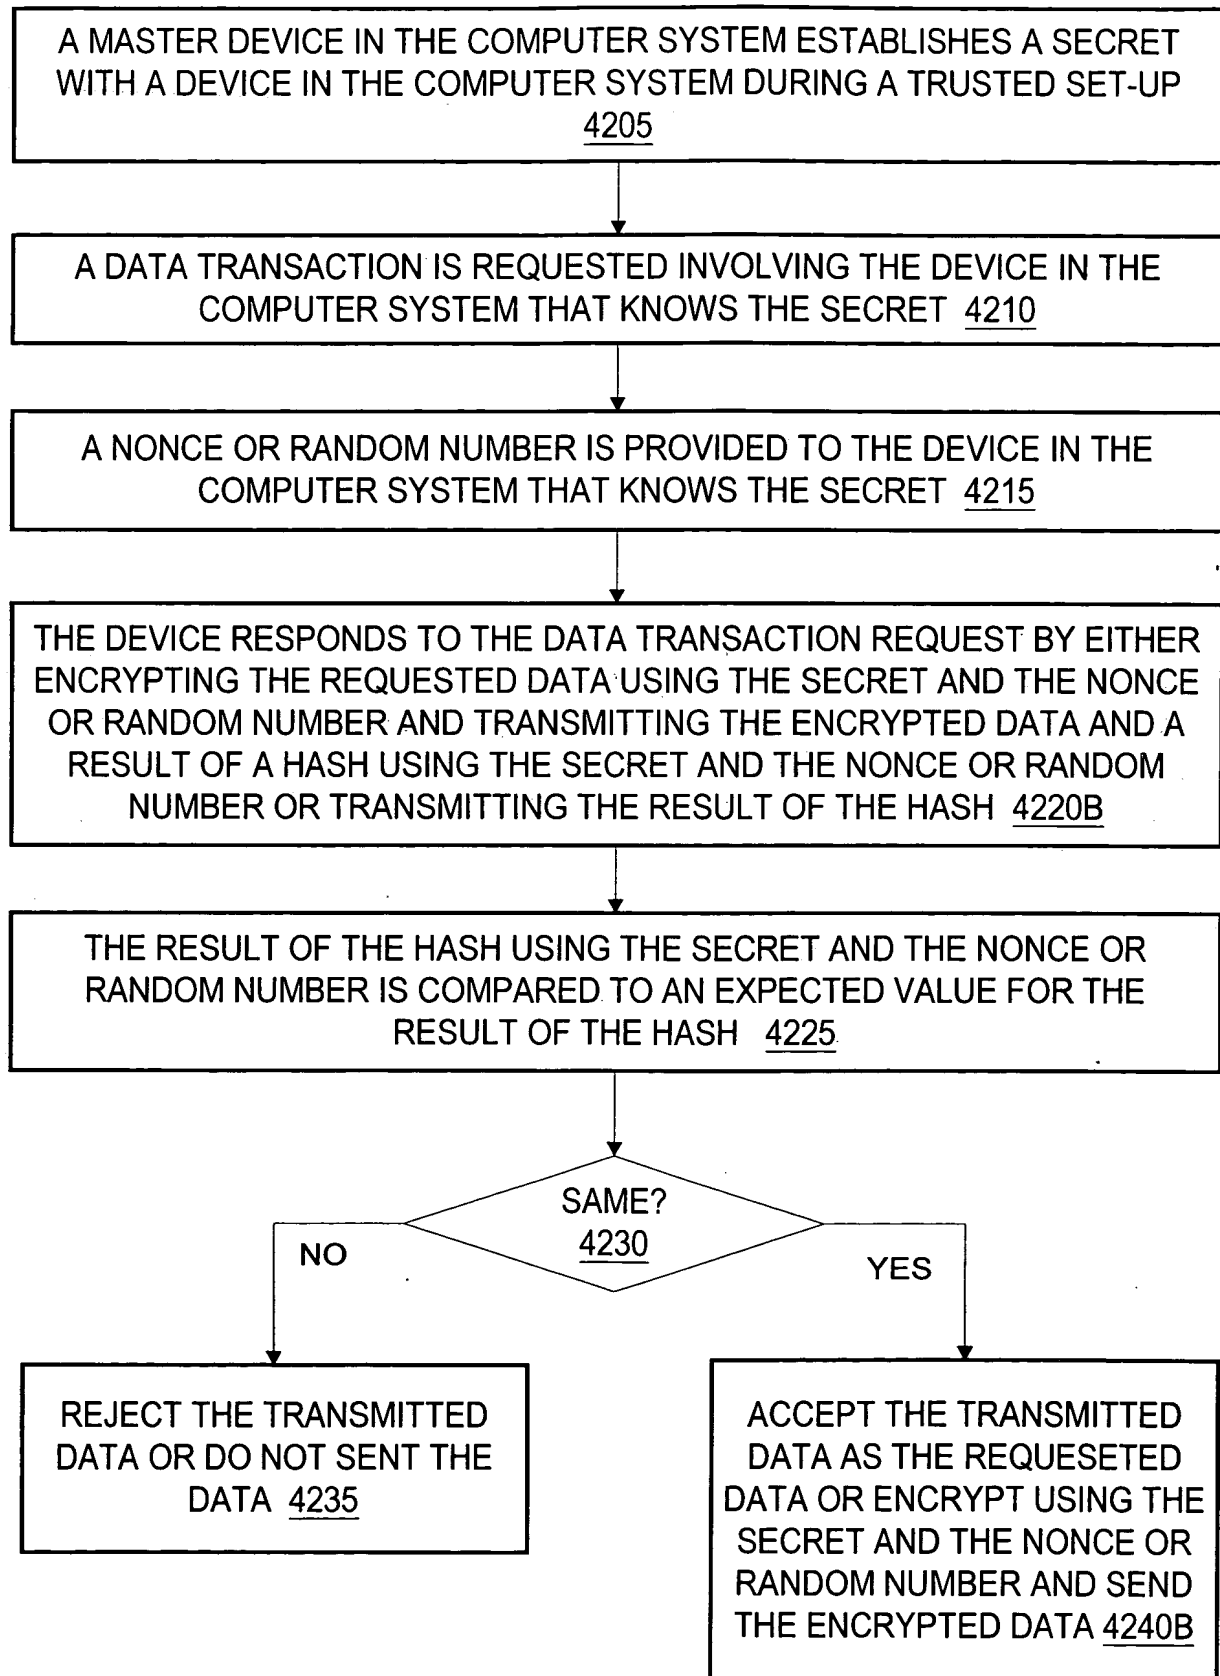 A MASTER DEVICE IN THE COMPUTER SYSTEM ESTABLISHES A SECRET
WITH A DEVICE IN THE COMPUTER SYSTEM DURING A TRUSTED SET-UP
4205
A DATA TRANSACTION IS REQUESTED INVOLVING THE DEVICE IN THE
COMPUTER SYSTEM THAT KNOWS THE SECRET 4210
A NONCE OR RANDOM NUMBER IS PROVIDED TO THE DEVICE IN THE
COMPUTER SYSTEM THAT KNOWS THE SECRET 4215
THE DEVICE RESPONDS TO THE DATA TRANSACTION REQUEST BY EITHER
ENCRYPTING THE REQUESTED DATA USING THE SECRET AND THE NONCE
OR RANDOM NUMBER AND TRANSMITTING THE ENCRYPTED DATA AND A
RESULT OF A HASH USING THE SECRET AND THE NONCE OR RANDOM
NUMBER OR TRANSMITTING THE RESULT OF THE HASH 4220B
THE RESULT OF THE HASH USING THE SECRET AND THE NONCE OR
RANDOM NUMBER IS COMPARED TO AN EXPECTED VALUE FOR THE
RESULT OF THE HASH 4225
SAME?
4230
NO
YES
REJECT THE TRANSMITTED
DATA OR DO NOT SENT THE
DATA 4235
ACCEPT THE TRANSMITTED
DATA AS THE REQUESETED
DATA OR ENCRYPT USING THE
SECRET AND THE NONCE OR
RANDOM NUMBER AND SEND
THE ENCRYPTED DATA 4240B